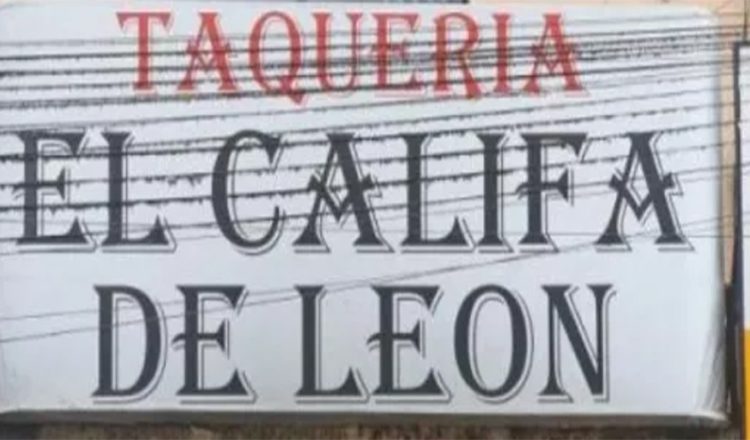 TAQUERIA
EL CALIFA
DE LEON